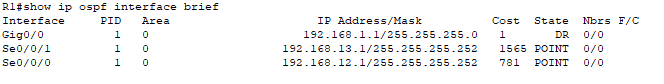 R1#show ip ospf interface brief
Interface PID Area IP Address/Mask Cost State Nbrs F/C
Gig0/0 1 0 192.168.1.1/255.255.255.0 1 DR 0/0
Se0/0/1 1 0 192.168.13.1/255.255.255.252 1565 POINT 0/0
Se0/0/0 1 0 192.168.12.1/255.255.255.252 781 POINT 0/0